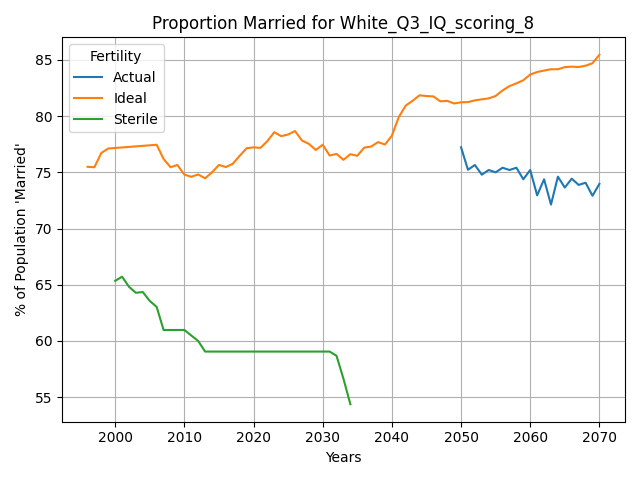 Proportion Married for White_Q3_IQ_scoring_8
% of Population 'Married'
85
80
75
70
65
60
55
Fertility
Actual
Ideal
Sterile
2000 2010 2020 2030 2040 2050 2060 2070
Years